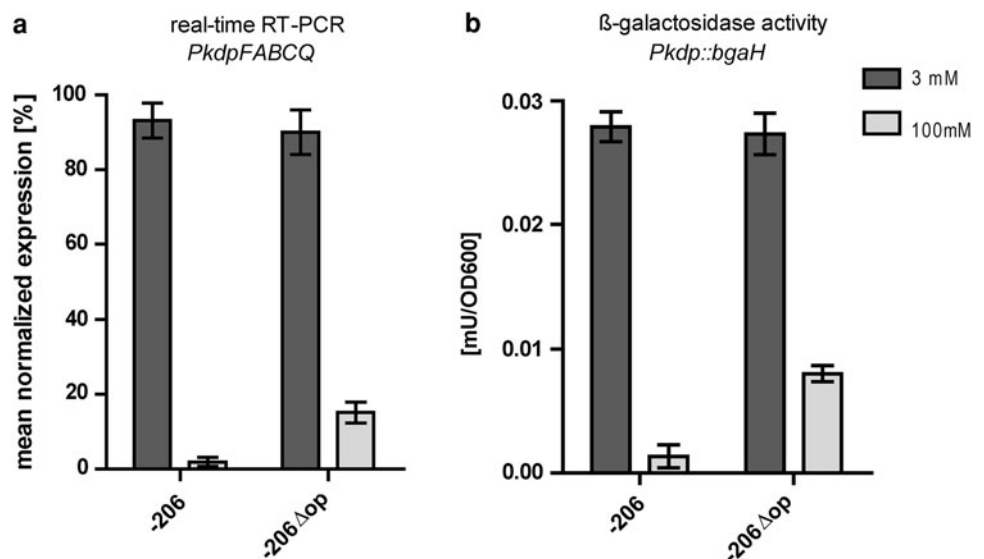 a
real-time RT-PCR
PkdpFABCQ
mean normalized expression [%]
100
80
60
40
20
0
-206
-206Δop
b
ß-galactosidase activity
Pkdp::bgaH
[mU/OD600]
0.03
0.02
0.01
0.00
-206
-206Δop
3 mM
100mM